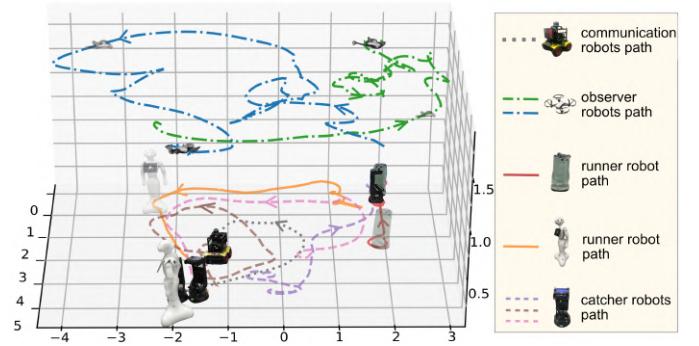 communication
robots path
observer
robots path
runner robot
path
runner robot
path
catcher robots
path
0
1
2
3
4
5
−4
−3
−2
−1
0
1
2
3
1.5
1.0
0.5